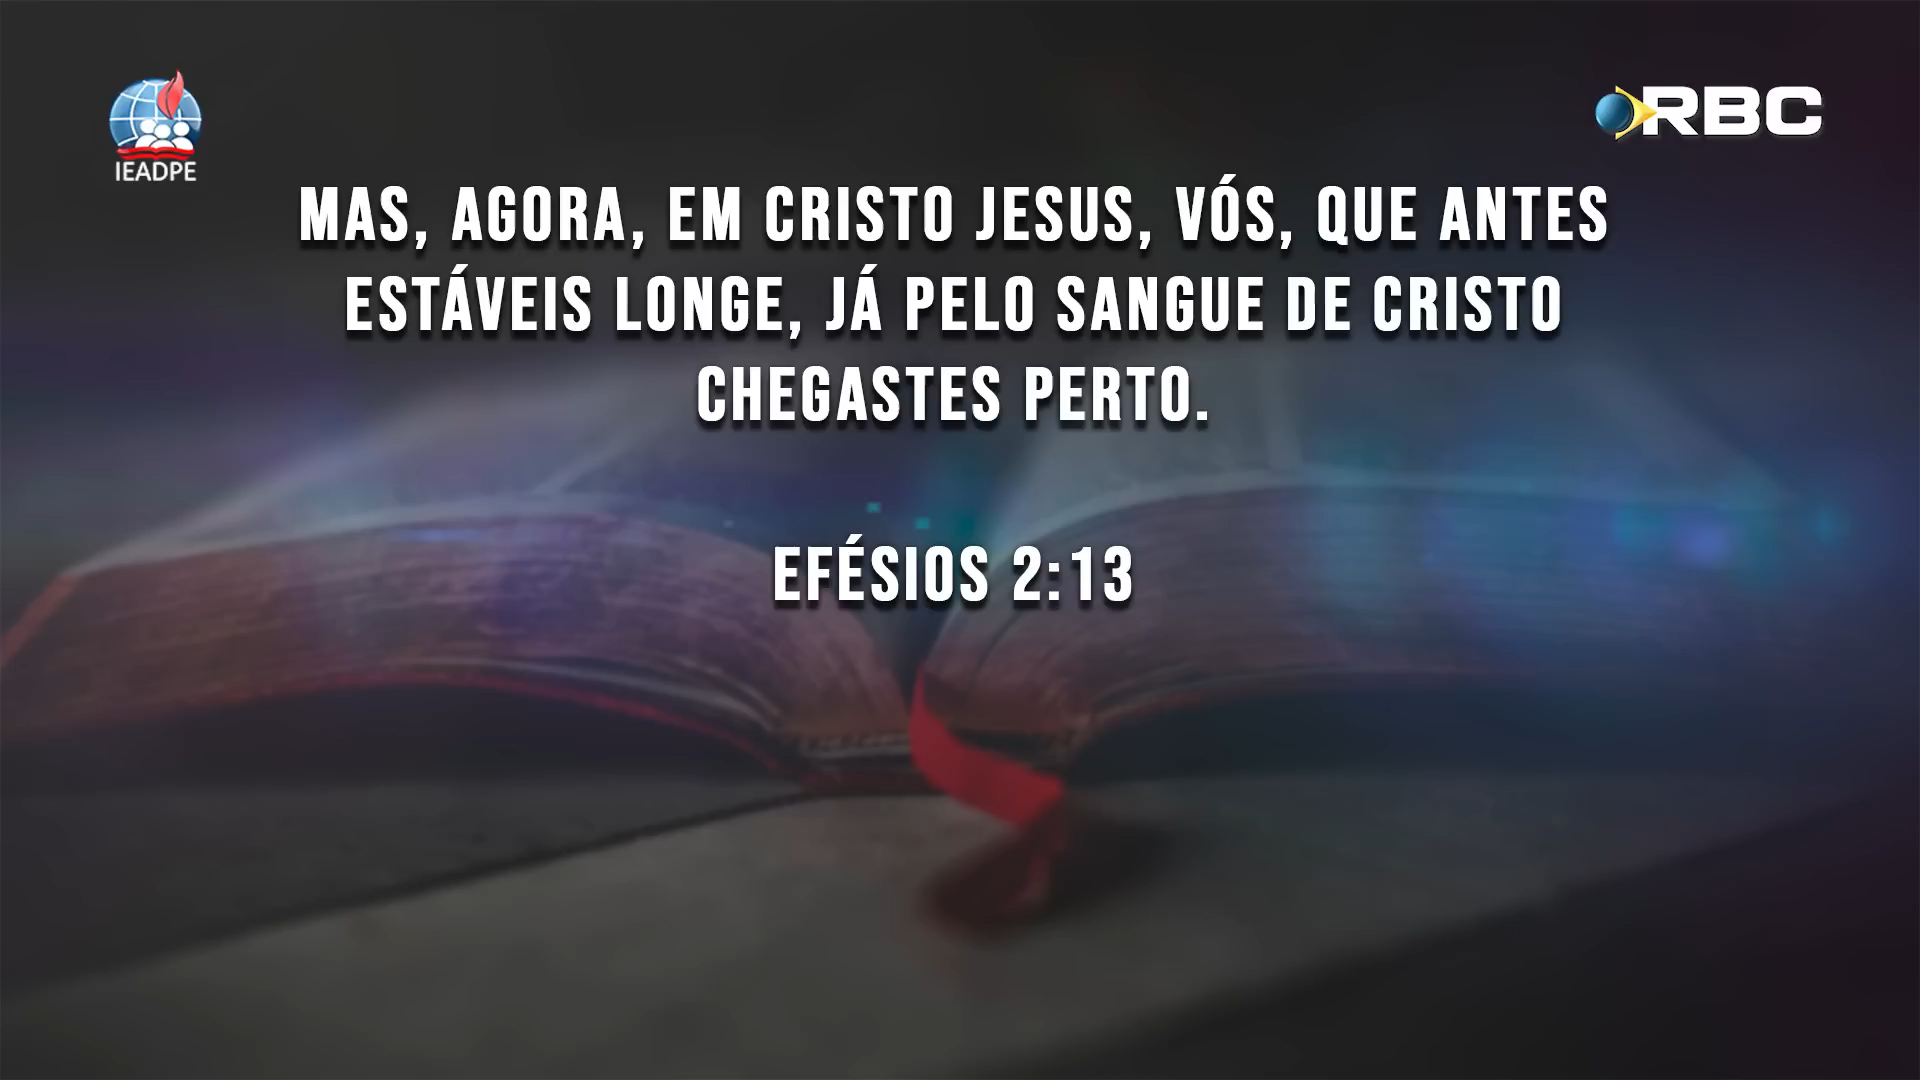 IEADPE
RBC
MAS, AGORA, EM CRISTO JESUS, VÓS, QUE ANTES
ESTÁVEIS LONGE, JÁ PELO SANGUE DE CRISTO
CHEGASTES PERTO.
EFÉSIOS 2:13